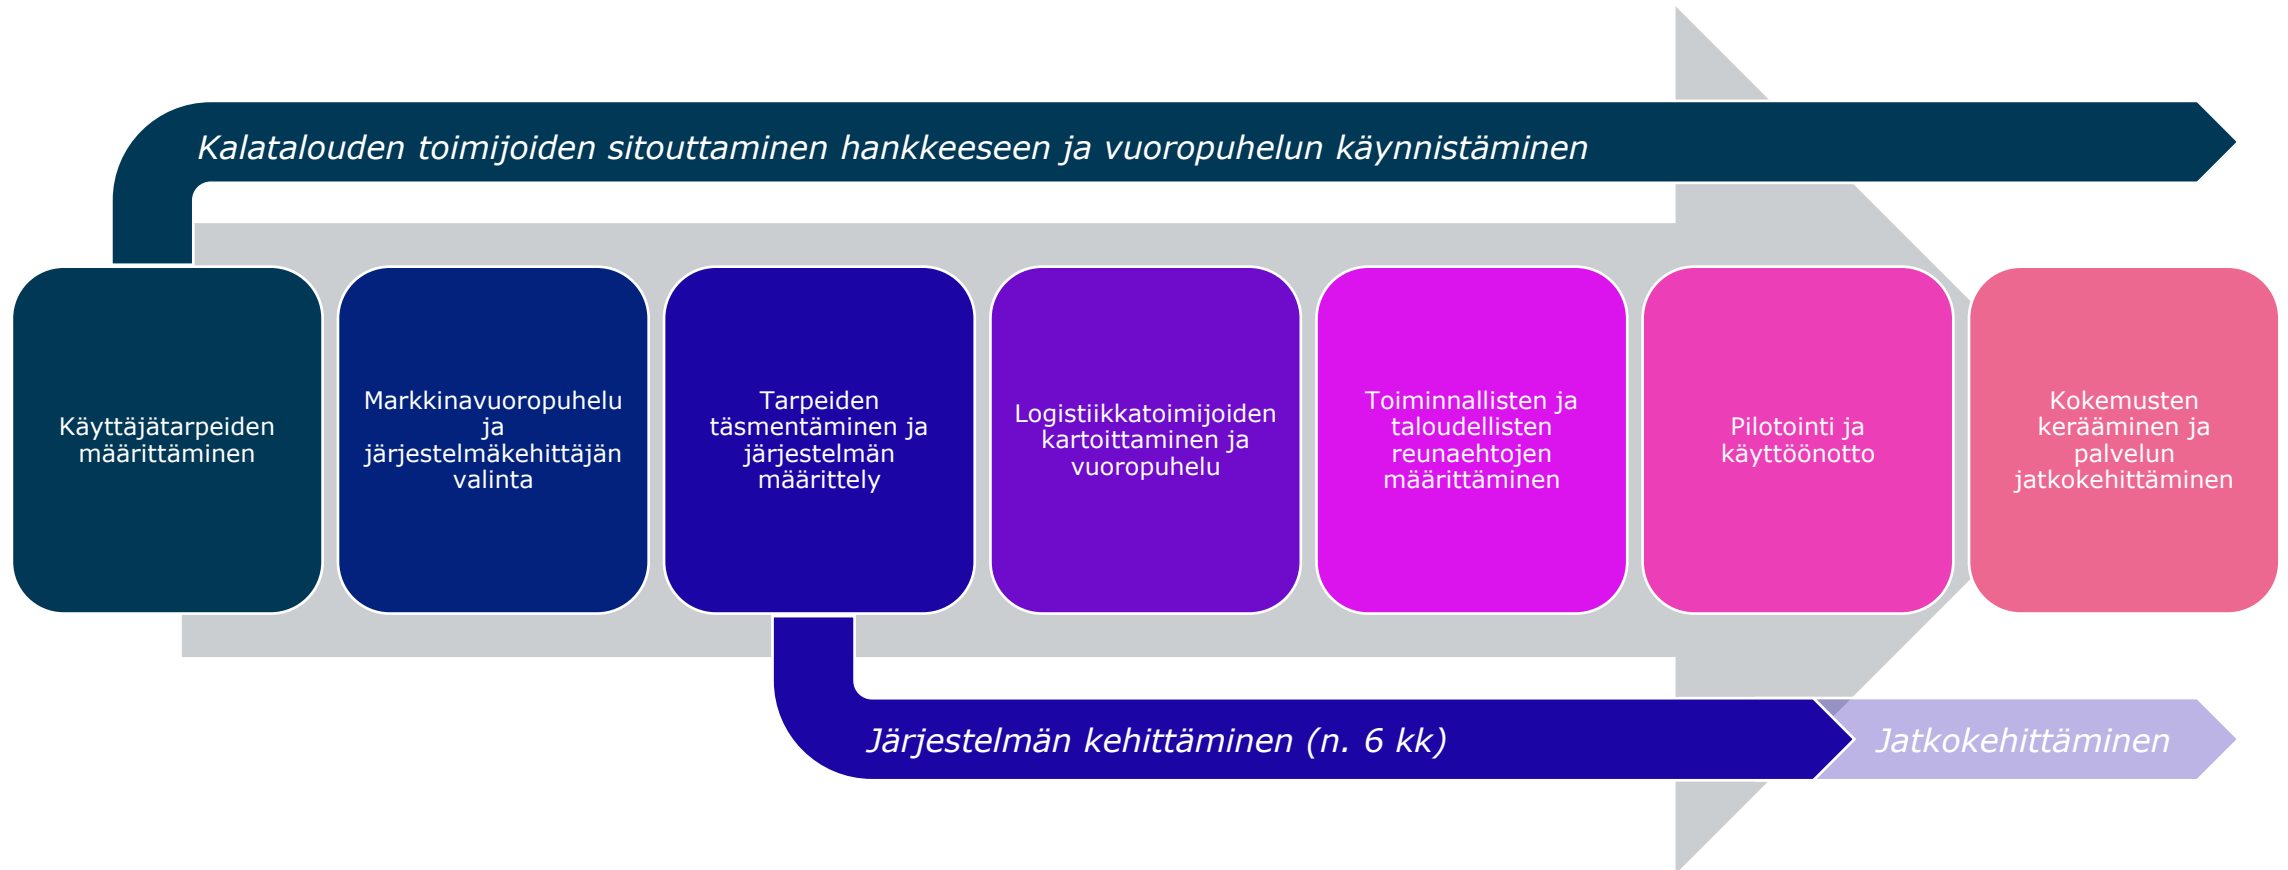 Kalatalouden toimijoiden sitouttaminen hankkeeseen ja vuoropuhelun käynnistäminen
Käyttäjätarpeiden
määrittäminen
Markkinavuoropuhelu
ja
järjestelmäkehittäjän
valinta
Tarpeiden
täsmentäminen ja
järjestelmän
määrittely
Logistiikkatoimijoiden
kartoittaminen ja
vuoropuhelu
Toiminnallisten ja
taloudellisten
reunaehtojen
määrittäminen
Pilotointi ja
käyttöönotto
Kokemusten
kerääminen ja
palvelun
jatkokehittäminen
Järjestelmän kehittäminen (n. 6 kk)
Jatkokehittäminen